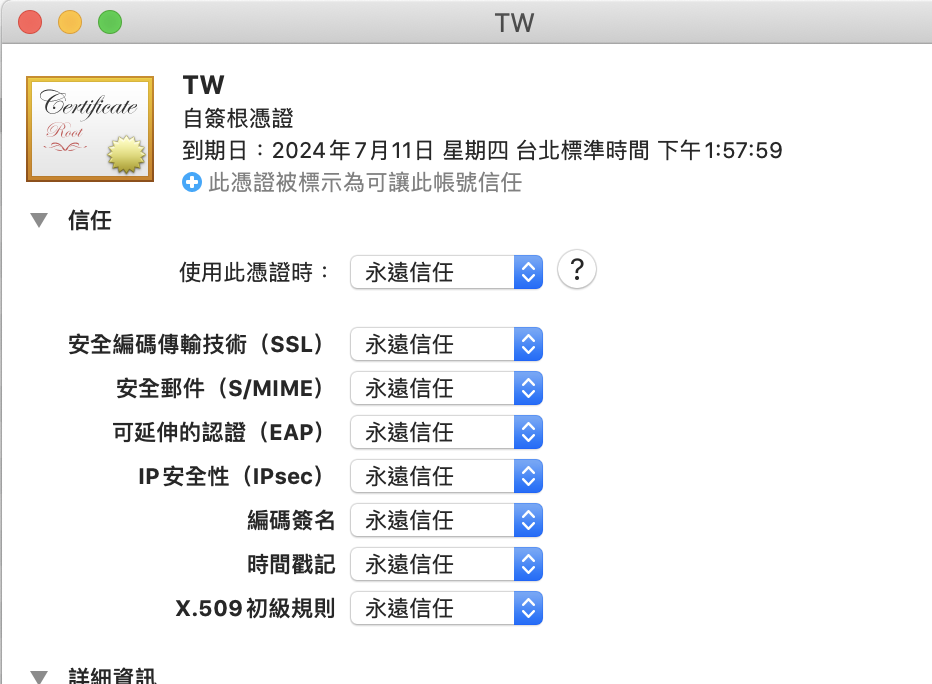 TW
Certificate
Root
TW
自簽根憑證
到期日：2024年7月11日 星期四 台北標準時間 下午1:57:59
此憑證被標示為可讓此帳號信任
信任
使用此憑證時： 永遠信任 ?
安全編碼傳輸技術（SSL） 永遠信任
安全郵件（S/MIME） 永遠信任
可延伸的認證（EAP） 永遠信任
IP安全性（IPsec） 永遠信任
編碼簽名 永遠信任
時間戳記 永遠信任
X.509初級規則 永遠信任
詳細資訊